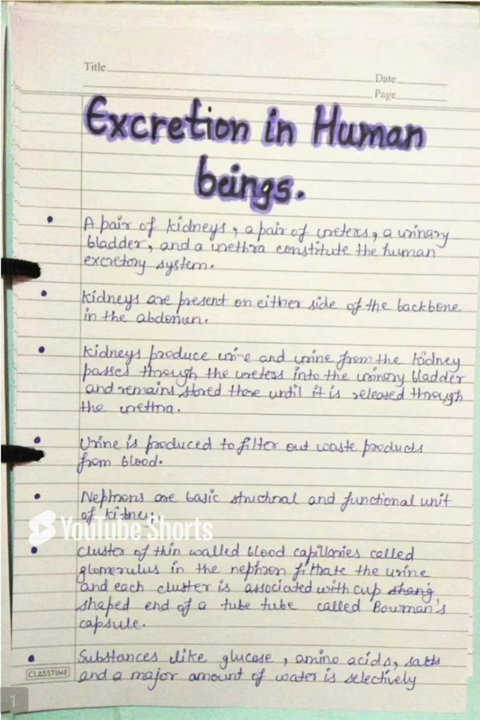 Title
Date
Page
Excretion in Human
beings.
A pair of kidneys, a pair of ureters, a urinary
bladder, and a urethra constitute the human
excretory system.
Kidneys are present on either side of the backbone
in the abdomen.
Kidneys produce urine and urine from the kidney
passes through the ureters into the urinary bladder
and remains stored there until it is released through
the urethra.
Urine is produced to filter out waste products
from blood.
Nephrons are basic structural and functional unit
of kidney.
YouTube Shorts
cluster of thin walled blood capillaries called
glomerulus in the nephron filtrate the urine
and each cluster is associated with cup
shaped end of a tube tube called Bowman's
capsule.
Substances like glucose, amino acids, salts
CLASSTIME and a major amount of water is selectively
1